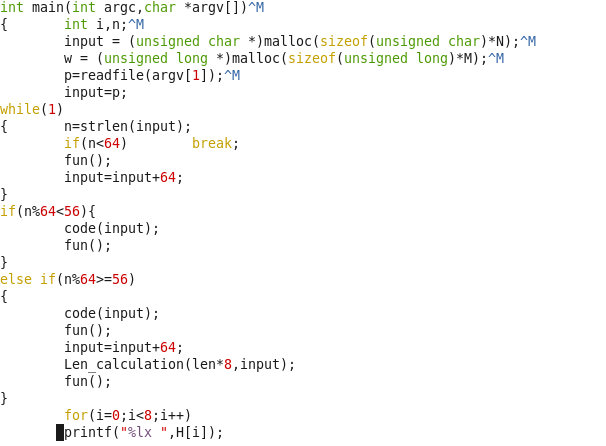 int main(int argc,char *argv[])^M
{       int i,n;^M
        input = (unsigned char *)malloc(sizeof(unsigned char)*N);^M
        w = (unsigned long *)malloc(sizeof(unsigned long)*M);^M
        p=readfile(argv[1]);^M
        input=p;
while(1)
{       n=strlen(input);
        if(n<64)        break;
        fun();
        input=input+64;
}
if(n%64<56){
        code(input);
        fun();
}
else if(n%64>=56)
{
        code(input);
        fun();
        input=input+64;
        Len_calculation(len*8,input);
        fun();
}
        for(i=0;i<8;i++)
        printf("%lx ",H[i]);